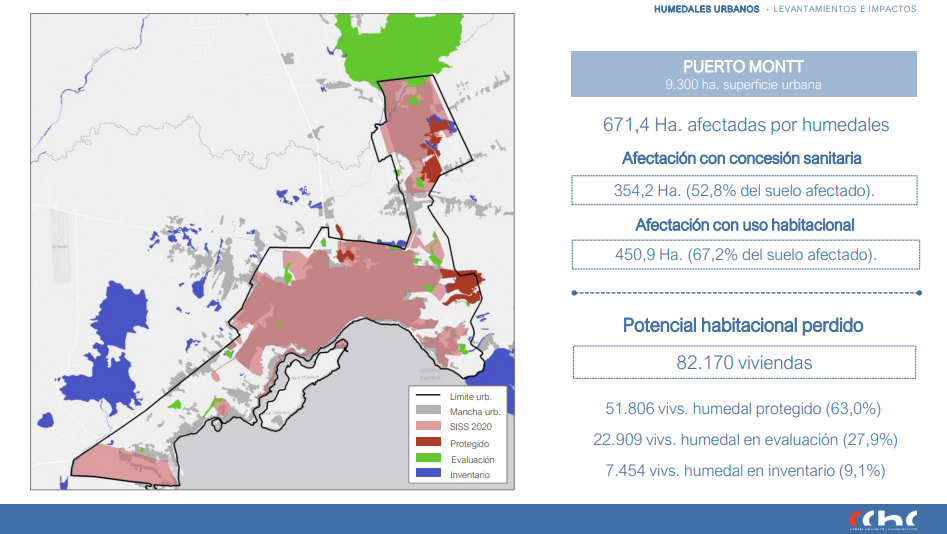 HUMEDALES URBANOS - LEVANTAMIENTOS E IMPACTOS
PUERTO MONTT
9.300 ha. superficie urbana
671,4 Ha. afectadas por humedales
Afectación con concesión sanitaria
354,2 Ha. (52,8% del suelo afectado).
Afectación con uso habitacional
450,9 Ha. (67,2% del suelo afectado).
Potencial habitacional perdido
82.170 viviendas
51.806 vivs. humedal protegido (63,0%)
22.909 vivs. humedal en evaluación (27,9%)
7.454 vivs. humedal en inventario (9,1%)
Límite urb.
Mancha urb.
SISS 2020
Protegido
Evaluación
Inventario
cchc